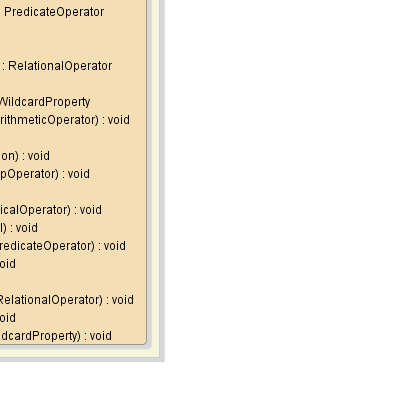 PredicateOperator
: RelationalOperator
WildcardProperty
rithmeticOperator) : void
on) : void
pOperator) : void
icalOperator) : void
l) : void
redicateOperator) : void
oid
RelationalOperator) : void
oid
dcardProperty) : void